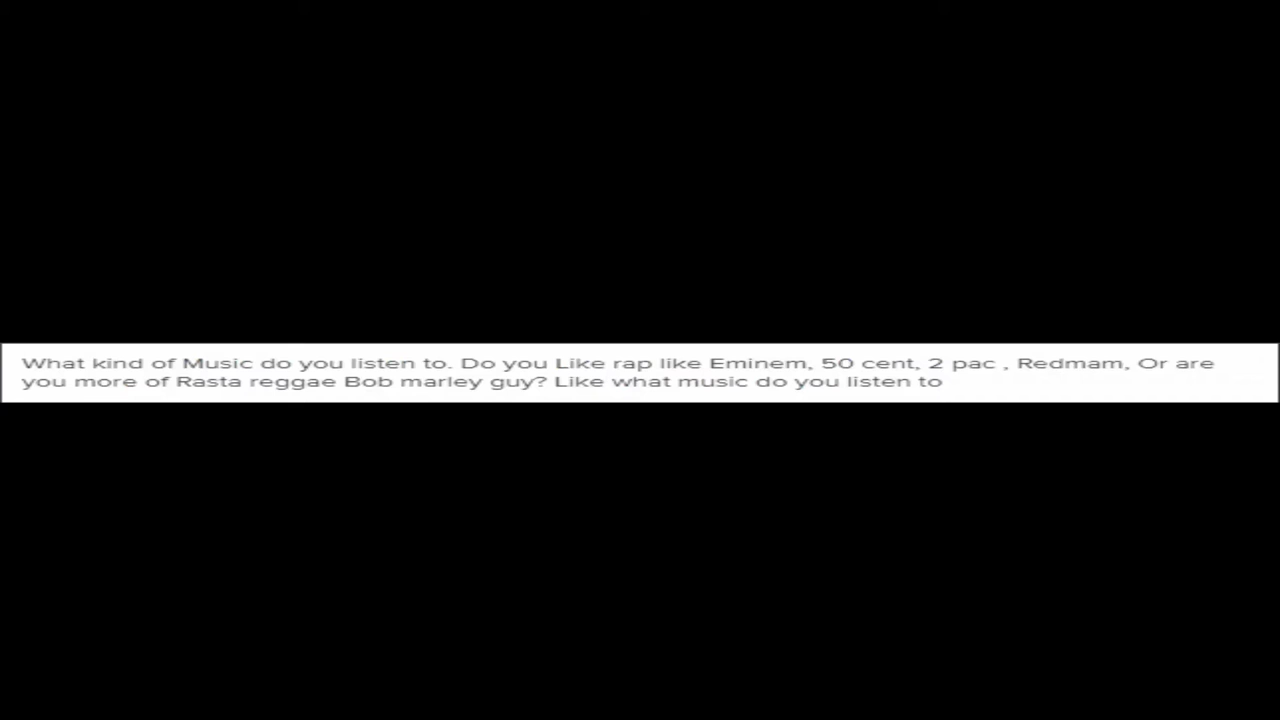 What kind of Music do you listen to. Do you Like rap like Eminem, 50 cent, 2 pac , Redmam, Or are
you more of Rasta reggae Bob marley guy? Like what music do you listen to